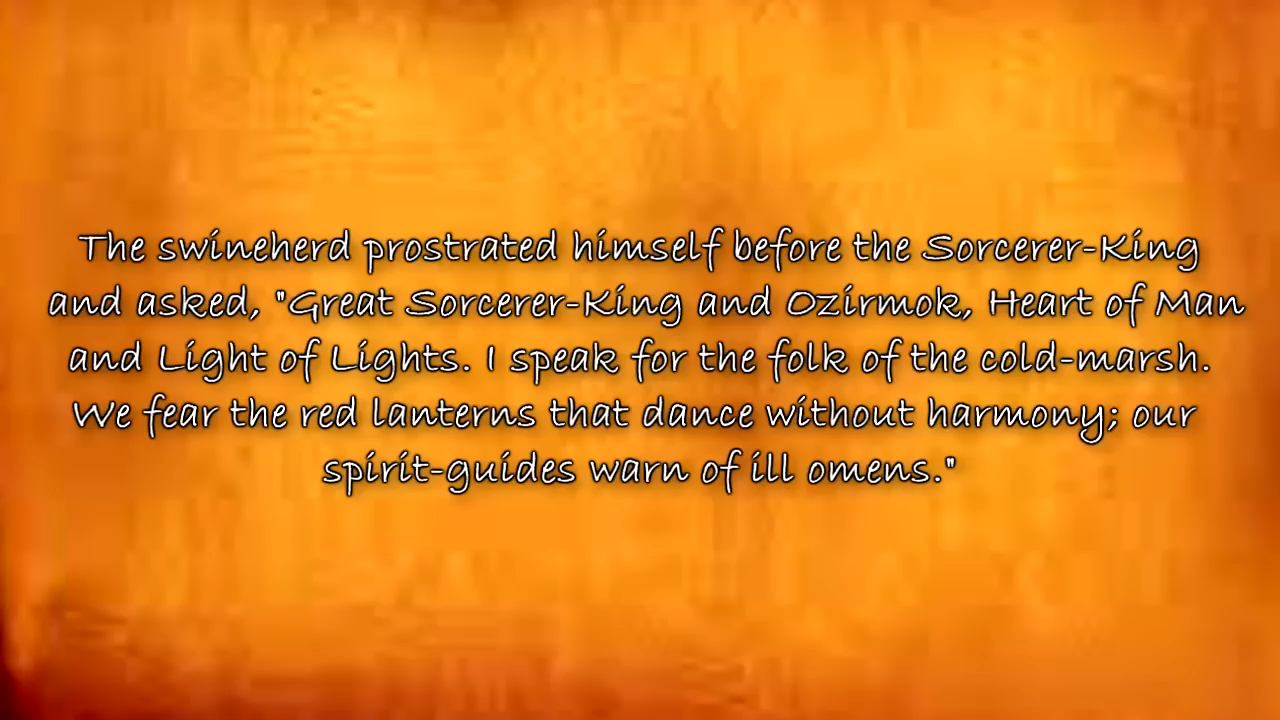 The swineherd prostrated himself before the Sorcerer-King
and asked, "Great Sorcerer-King and Ozirmok, Heart of Man
and Light of Lights. I speak for the folk of the cold-marsh.
We fear the red lanterns that dance without harmony; our
spirit-guides warn of ill omens."